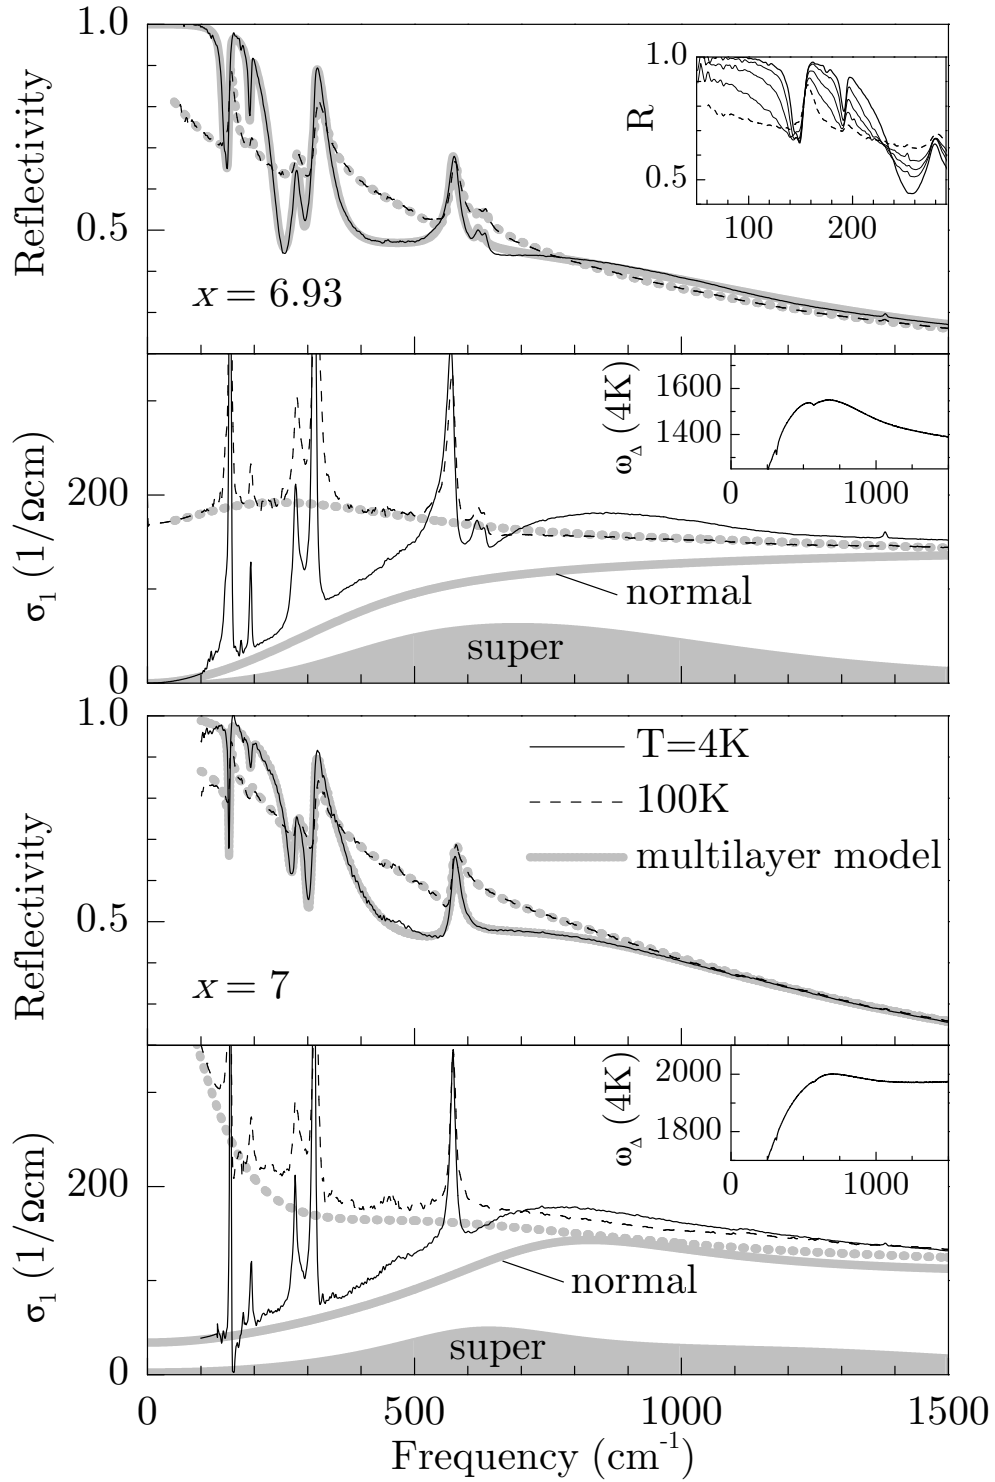 1.0
0.5
Reflectivity
x = 6.93
1.0
0.5
R
100 200
200
0
σ₁ (1/Ωcm)
normal
super
1600
1400
ω_Δ (4K)
0 1000
1.0
0.5
Reflectivity
x = 7
T=4K
100K
multilayer model
200
0
σ₁ (1/Ωcm)
normal
super
2000
1800
ω_Δ (4K)
0 1000
0 500 1000 1500
Frequency (cm⁻¹)